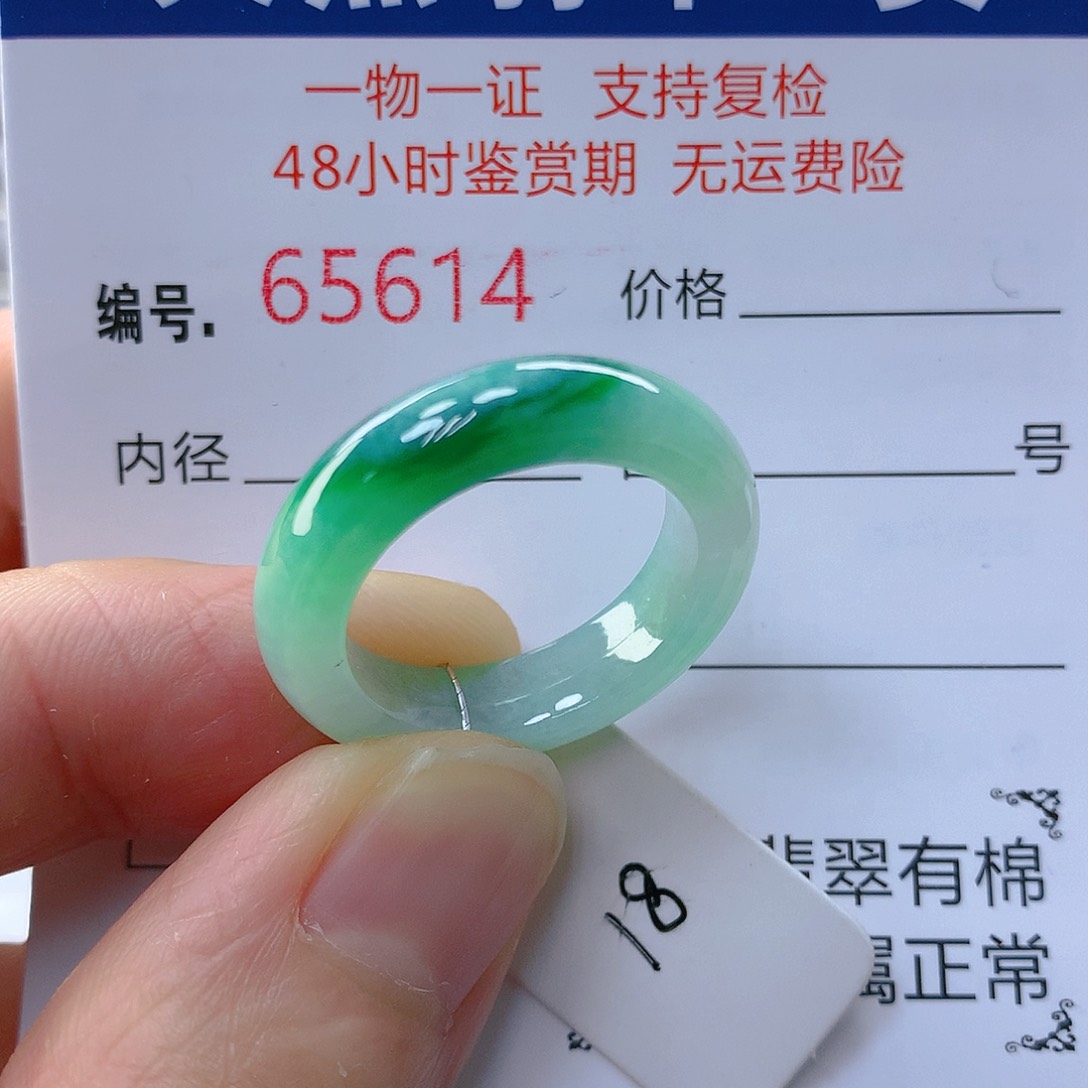 一物一证 支持复检
48小时鉴赏期 无运费险
编号. 65614 价格
内径 号
翡翠有棉
属正常
18